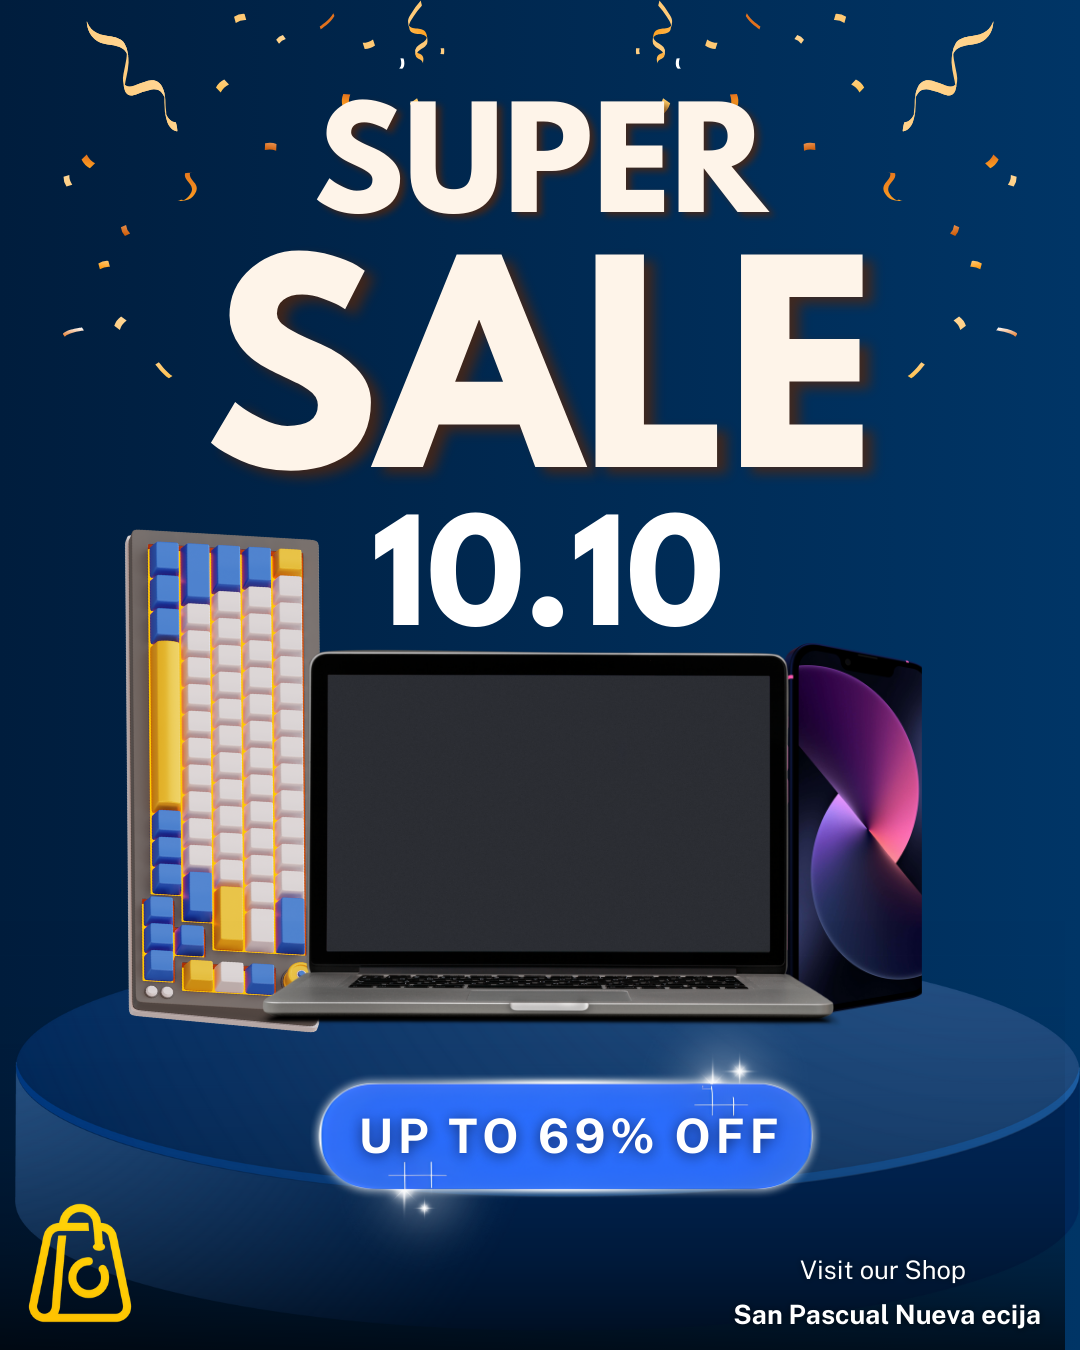 SUPER
SALE
10.10
UP TO 69% OFF
Visit our Shop
San Pascual Nueva ecija